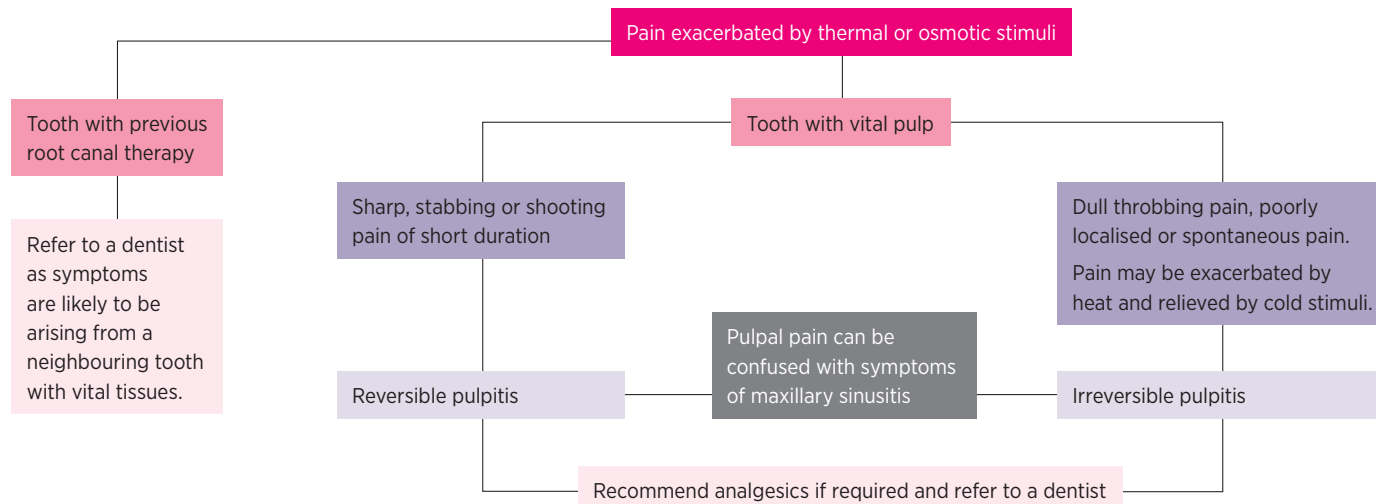 Pain exacerbated by thermal or osmotic stimuli
Tooth with previous
root canal therapy
Tooth with vital pulp
Refer to a dentist
as symptoms
are likely to be
arising from a
neighbouring tooth
with vital tissues.
Sharp, stabbing or shooting
pain of short duration
Dull throbbing pain, poorly
localised or spontaneous pain.
Pain may be exacerbated by
heat and relieved by cold stimuli.
Reversible pulpitis
Pulpal pain can be
confused with symptoms
of maxillary sinusitis
Irreversible pulpitis
Recommend analgesics if required and refer to a dentist